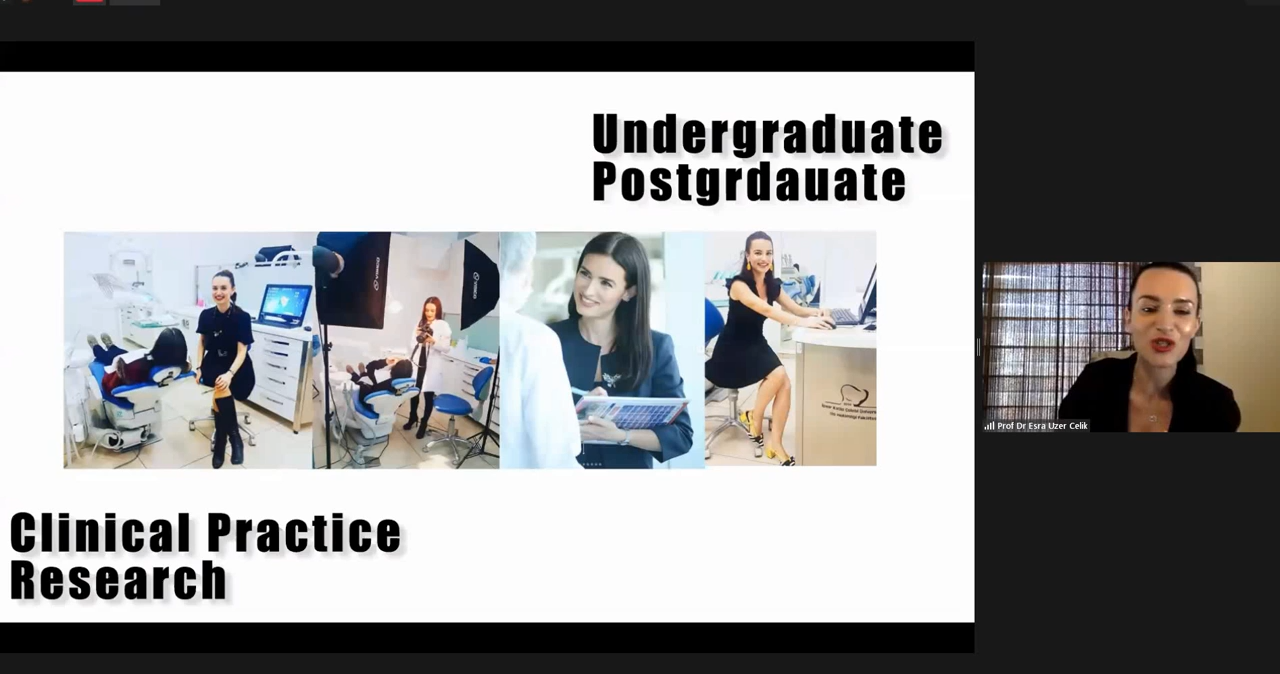 Undergraduate
Postgrdauate
Clinical Practice
Research
Prof Dr Esra Uzer Celik